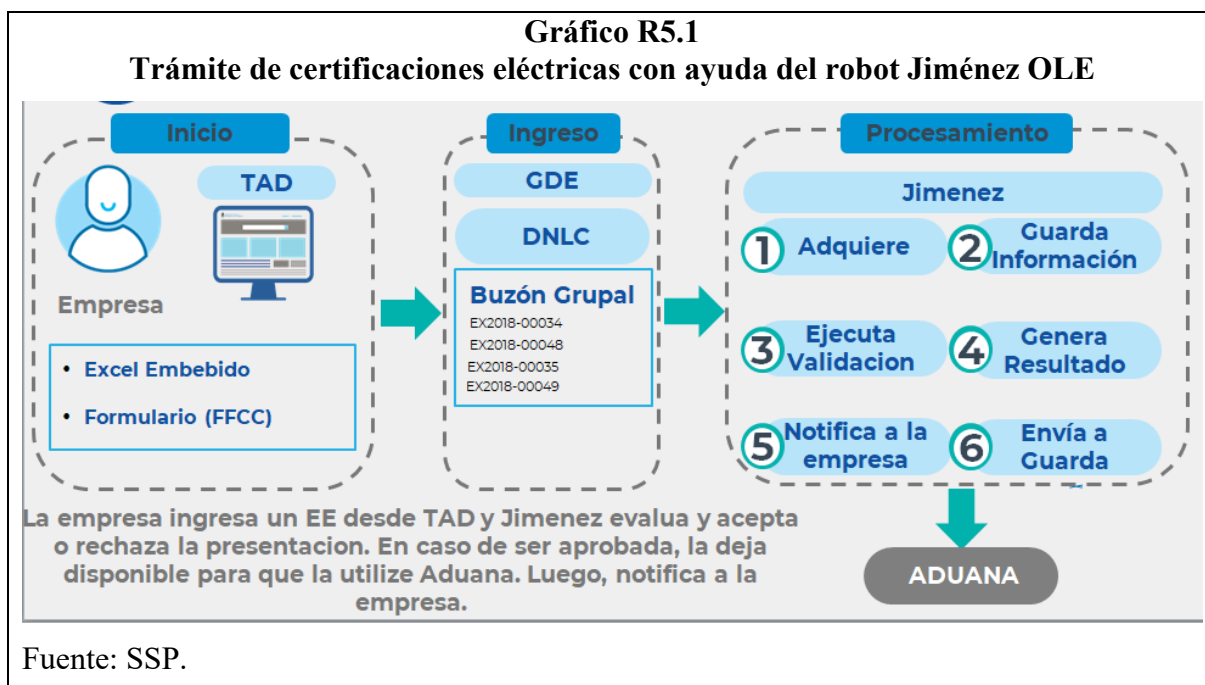 Gráfico R5.1
Trámite de certificaciones eléctricas con ayuda del robot Jiménez OLE
Inicio
TAD
Empresa
• Excel Embebido
• Formulario (FFCC)
Ingreso
GDE
DNLC
Buzón Grupal
EX2018-00034
EX2018-00048
EX2018-00035
EX2018-00049
Procesamiento
Jimenez
1 Adquiere
2 Guarda
Información
3 Ejecuta
Validacion
4 Genera
Resultado
5 Notifica a la
empresa
6 Envía a
Guarda
ADUANA
La empresa ingresa un EE desde TAD y Jimenez evalua y acepta
o rechaza la presentacion. En caso de ser aprobada, la deja
disponible para que la utilize Aduana. Luego, notifica a la
empresa.
Fuente: SSP.